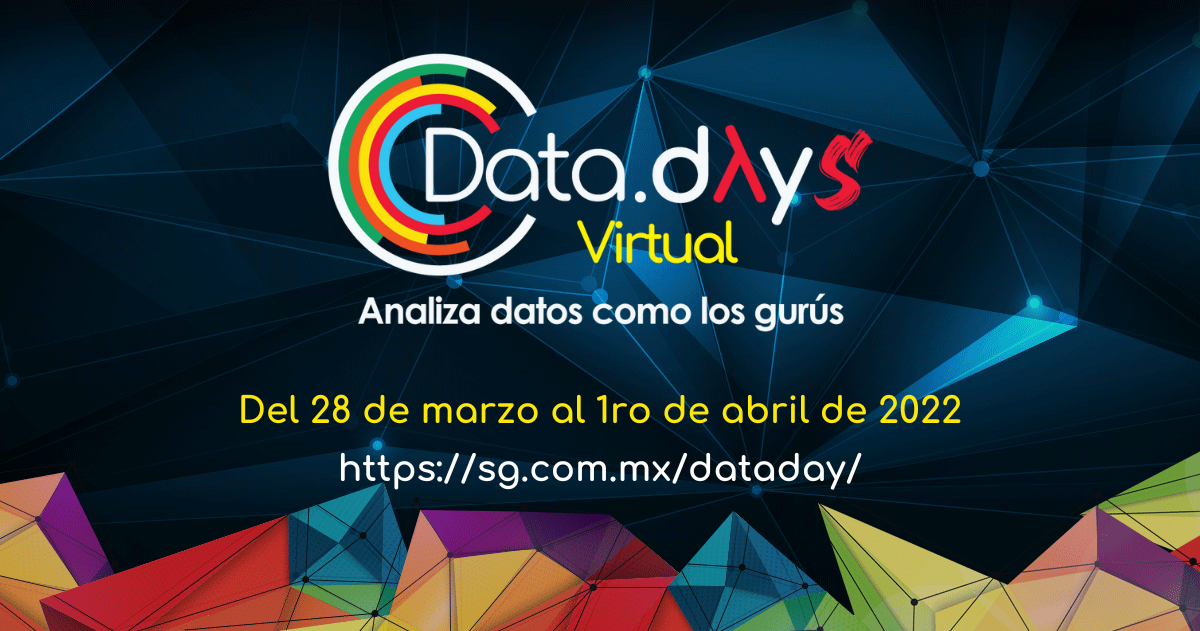 Data.dλys
Virtual
Analiza datos como los gurús
Del 28 de marzo al 1ro de abril de 2022
https://sg.com.mx/dataday/